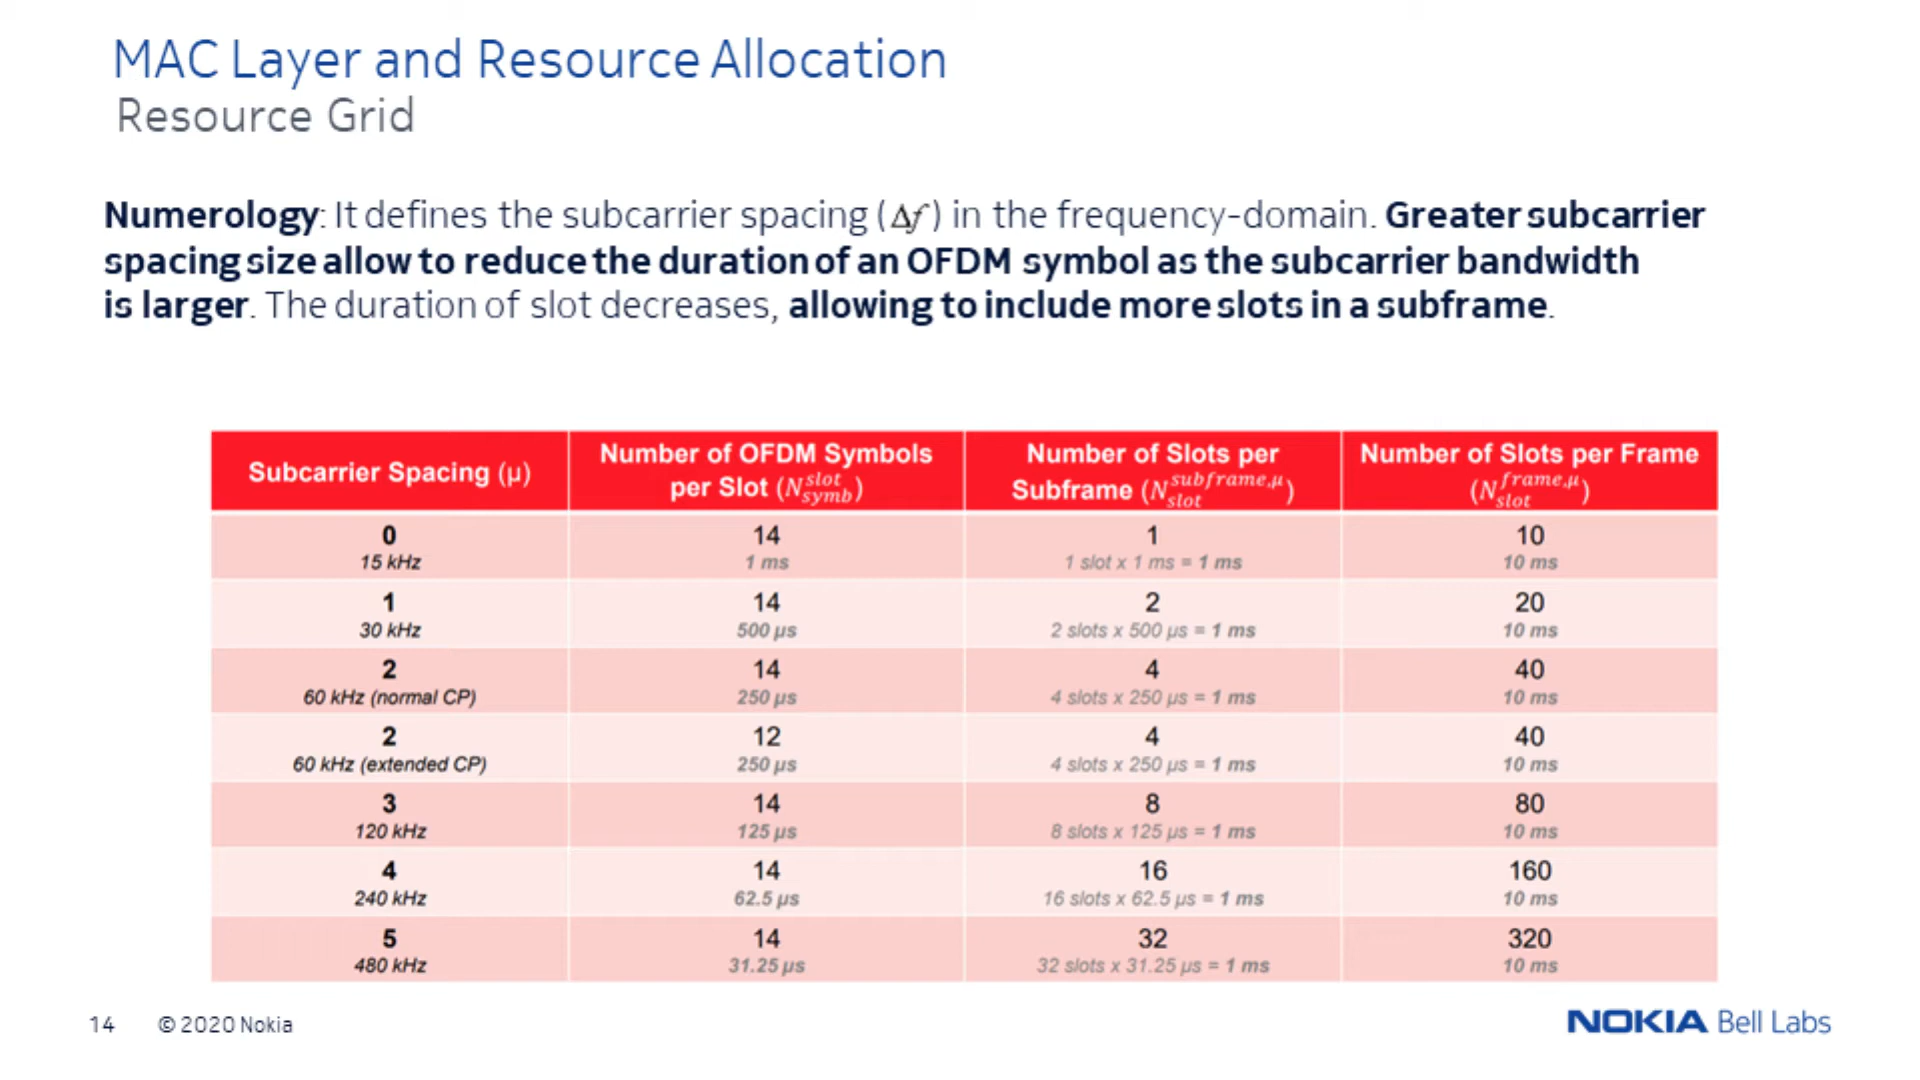 MAC Layer and Resource Allocation
Resource Grid
Numerology: It defines the subcarrier spacing (Δf) in the frequency-domain. Greater subcarrier
spacing size allow to reduce the duration of an OFDM symbol as the subcarrier bandwidth
is larger. The duration of slot decreases, allowing to include more slots in a subframe.
Subcarrier Spacing (μ)
Number of OFDM Symbols
per Slot (N_{symb}^{slot})
Number of Slots per
Subframe (N_{slot}^{subframe,μ})
Number of Slots per Frame
(N_{slot}^{frame,μ})
0
15 kHz
14
1 ms
1
1 slot x 1 ms = 1 ms
10
10 ms
1
30 kHz
14
500 μs
2
2 slots x 500 μs = 1 ms
20
10 ms
2
60 kHz (normal CP)
14
250 μs
4
4 slots x 250 μs = 1 ms
40
10 ms
2
60 kHz (extended CP)
12
250 μs
4
4 slots x 250 μs = 1 ms
40
10 ms
3
120 kHz
14
125 μs
8
8 slots x 125 μs = 1 ms
80
10 ms
4
240 kHz
14
62.5 μs
16
16 slots x 62.5 μs = 1 ms
160
10 ms
5
480 kHz
14
31.25 μs
32
32 slots x 31.25 μs = 1 ms
320
10 ms
14 © 2020 Nokia
NOKIA Bell Labs